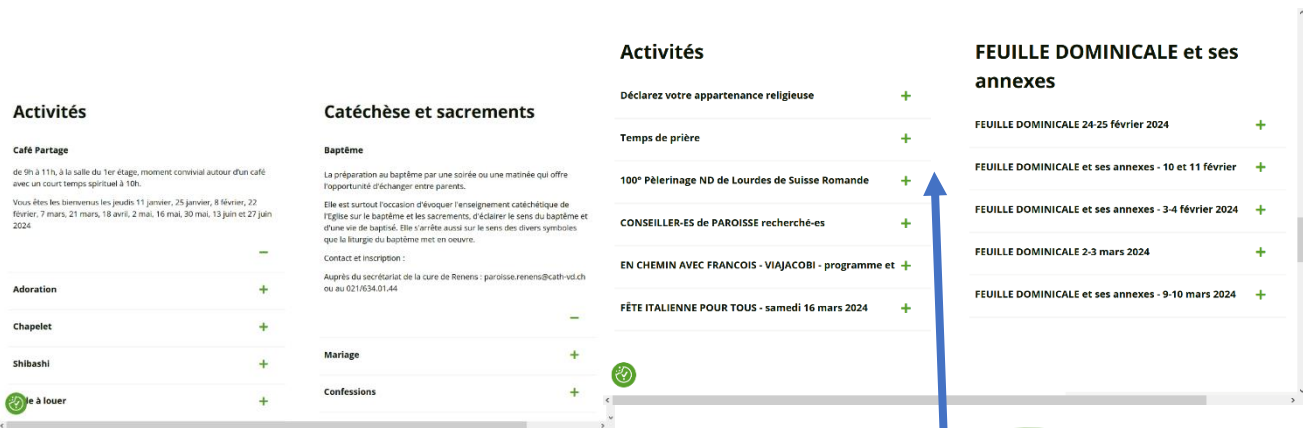 Activités
Café Partage
de 9h à 11h, à la salle du 1er étage, moment convivial autour d'un café
avec un court temps spirituel à 10h.
Vous êtes les bienvenus les jeudis 11 janvier, 25 janvier, 8 février, 22
février, 7 mars, 21 mars, 18 avril, 2 mai, 16 mai, 30 mai, 13 juin et 27 juin
2024
Adoration
Chapelet
Shibashi
le à louer
Catéchèse et sacrements
Baptême
La préparation au baptême par une soirée ou une matinée qui offre
l'opportunité d'échanger entre parents.
Elle est surtout l'occasion d'évoquer l'enseignement catéchétique de
l'Eglise sur le baptême et les sacrements, d'éclairer le sens du baptême et
d'une vie de baptisé. Elle s'arrête aussi sur le sens des divers symboles
que la liturgie du baptême met en oeuvre.
Contact et inscription :
Auprès du secrétariat de la cure de Renens : paroisse.renens@cath-vd.ch
ou au 021/634.01.44
Mariage
Confessions
Activités
Déclarez votre appartenance religieuse
Temps de prière
100° Pèlerinage ND de Lourdes de Suisse Romande
CONSEILLER-ES de PAROISSE recherché-es
EN CHEMIN AVEC FRANCOIS - VIAJACOBI - programme et
FÊTE ITALIENNE POUR TOUS - samedi 16 mars 2024
FEUILLE DOMINICALE et ses
annexes
FEUILLE DOMINICALE 24-25 février 2024
FEUILLE DOMINICALE et ses annexes - 10 et 11 février
FEUILLE DOMINICALE et ses annexes - 3-4 février 2024
FEUILLE DOMINICALE 2-3 mars 2024
FEUILLE DOMINICALE et ses annexes - 9-10 mars 2024